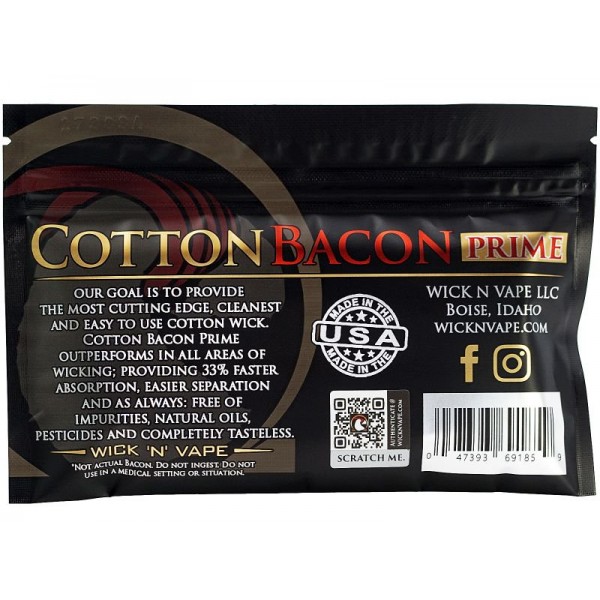 COTTON BACON PRIME
OUR GOAL IS TO PROVIDE
THE MOST CUTTING EDGE, CLEANEST
AND EASY TO USE COTTON WICK.
COTTON BACON PRIME
OUTPERFORMS IN ALL AREAS OF
WICKING; PROVIDING 33% FASTER
ABSORPTION, EASIER SEPARATION
AND AS ALWAYS: FREE OF
IMPURITIES, NATURAL OILS,
PESTICIDES AND COMPLETELY TASTELESS.
WICK 'N' VAPE
*NOT ACTUAL BACON. DO NOT INGEST. DO NOT
USE IN A MEDICAL SETTING OR SITUATION.
MADE IN THE
USA
MADE IN THE
WICK N VAPE LLC
BOISE, IDAHO
WICKNVAPE.COM
AUTHENTICATE @
WICKNVAPE.COM
SCRATCH ME.
0 47393 69185 9